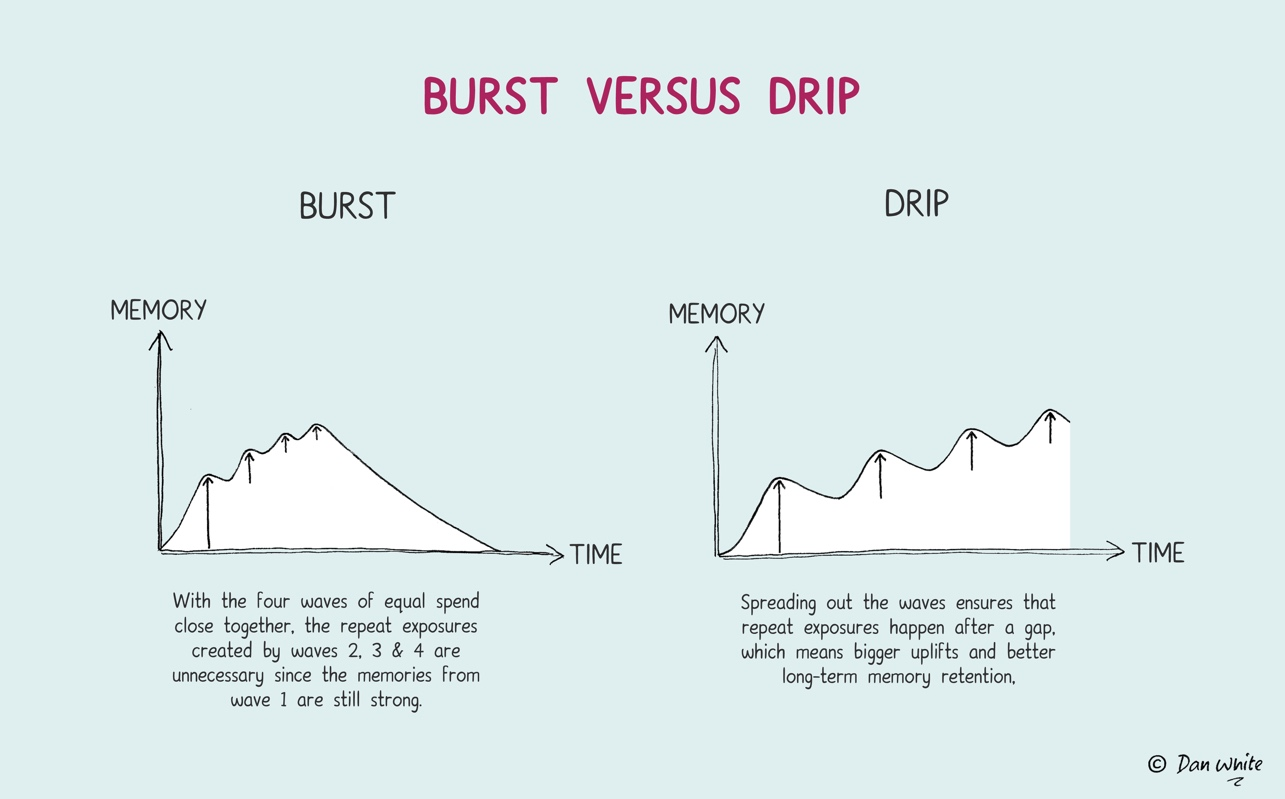 BURST VERSUS DRIP
BURST
MEMORY
TIME
With the four waves of equal spend
close together, the repeat exposures
created by waves 2, 3 & 4 are
unnecessary since the memories from
wave 1 are still strong.
DRIP
MEMORY
TIME
Spreading out the waves ensures that
repeat exposures happen after a gap,
which means bigger uplifts and better
long-term memory retention,
© Dan White